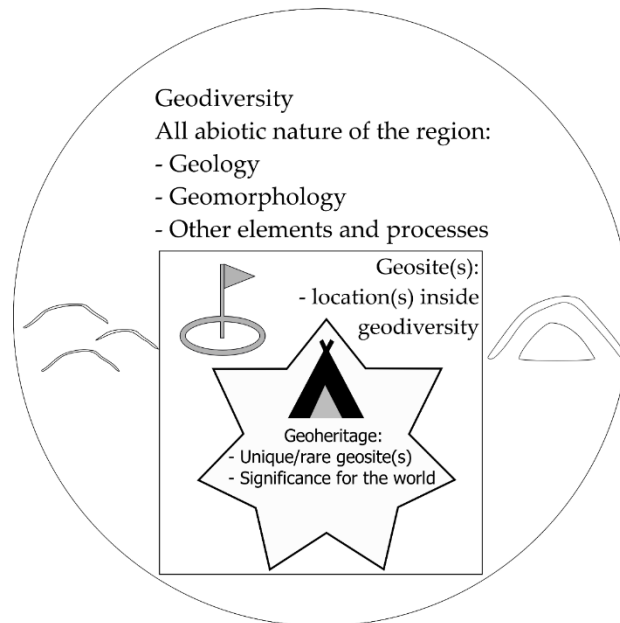 Geodiversity
All abiotic nature of the region:
- Geology
- Geomorphology
- Other elements and processes
Geosite(s):
- location(s) inside
geodiversity
Geoheritage:
- Unique/rare geosite(s)
- Significance for the world